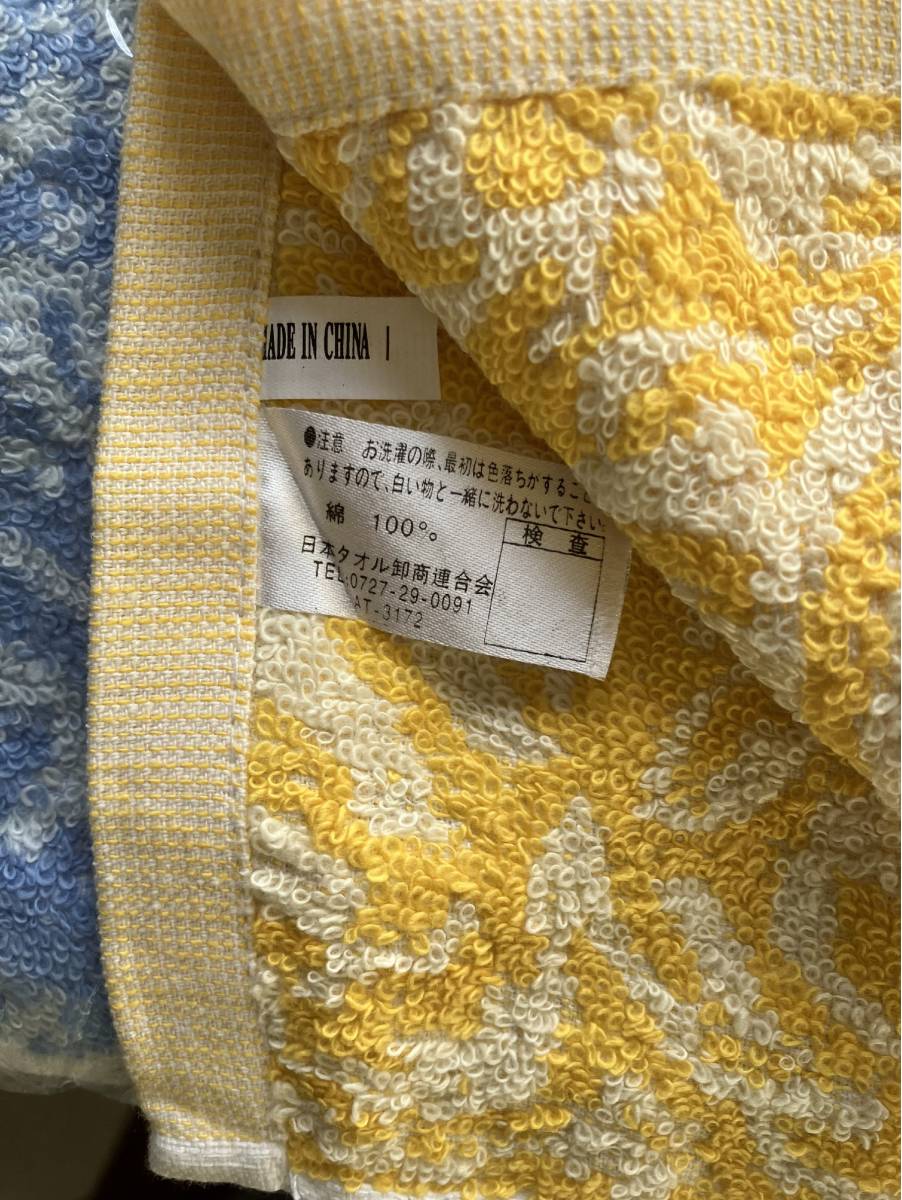 MADE IN CHINA
●注意 お洗濯の際、最初は色落ちがすること
ありますので、白い物と一緒に洗わないで下さい
綿 100%
検 査
日本タオル卸商連合会
TEL·0727-29-0091
AT-3172